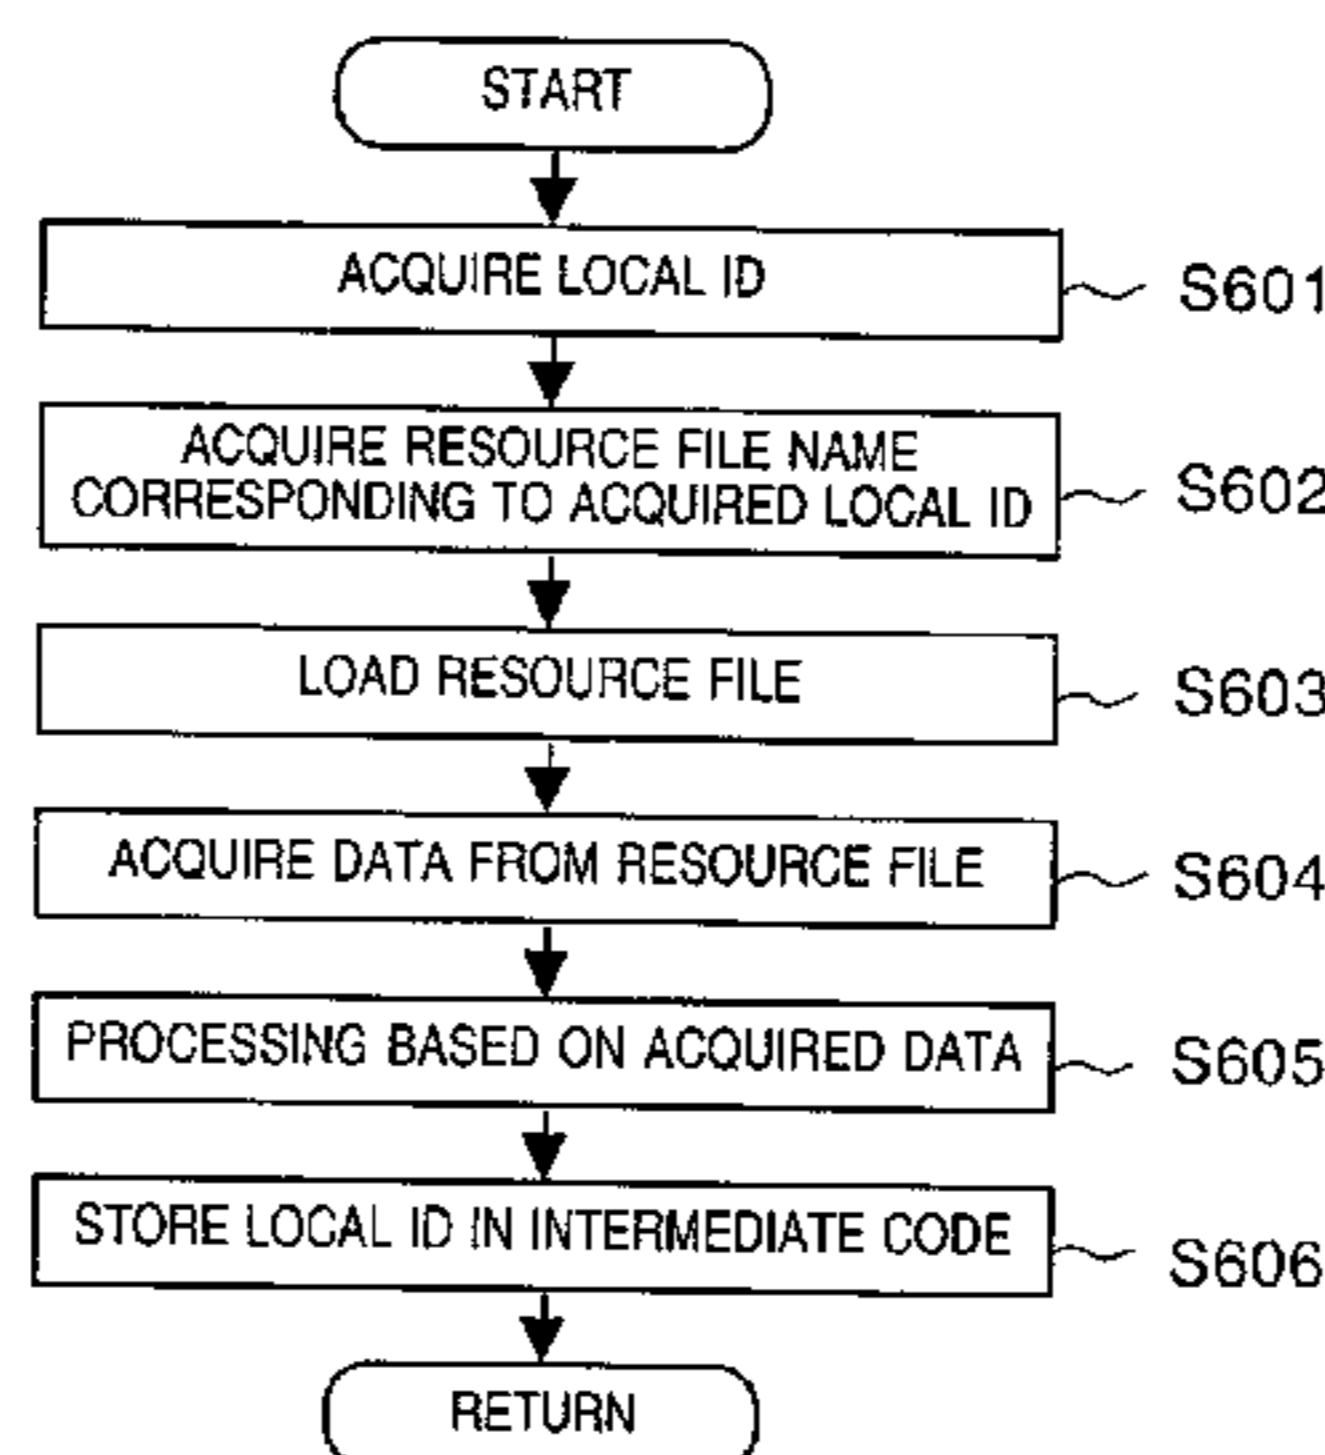 START
ACQUIRE LOCAL ID
S601
ACQUIRE RESOURCE FILE NAME
CORRESPONDING TO ACQUIRED LOCAL ID
S602
LOAD RESOURCE FILE
S603
ACQUIRE DATA FROM RESOURCE FILE
S604
PROCESSING BASED ON ACQUIRED DATA
S605
STORE LOCAL ID IN INTERMEDIATE CODE
S606
RETURN